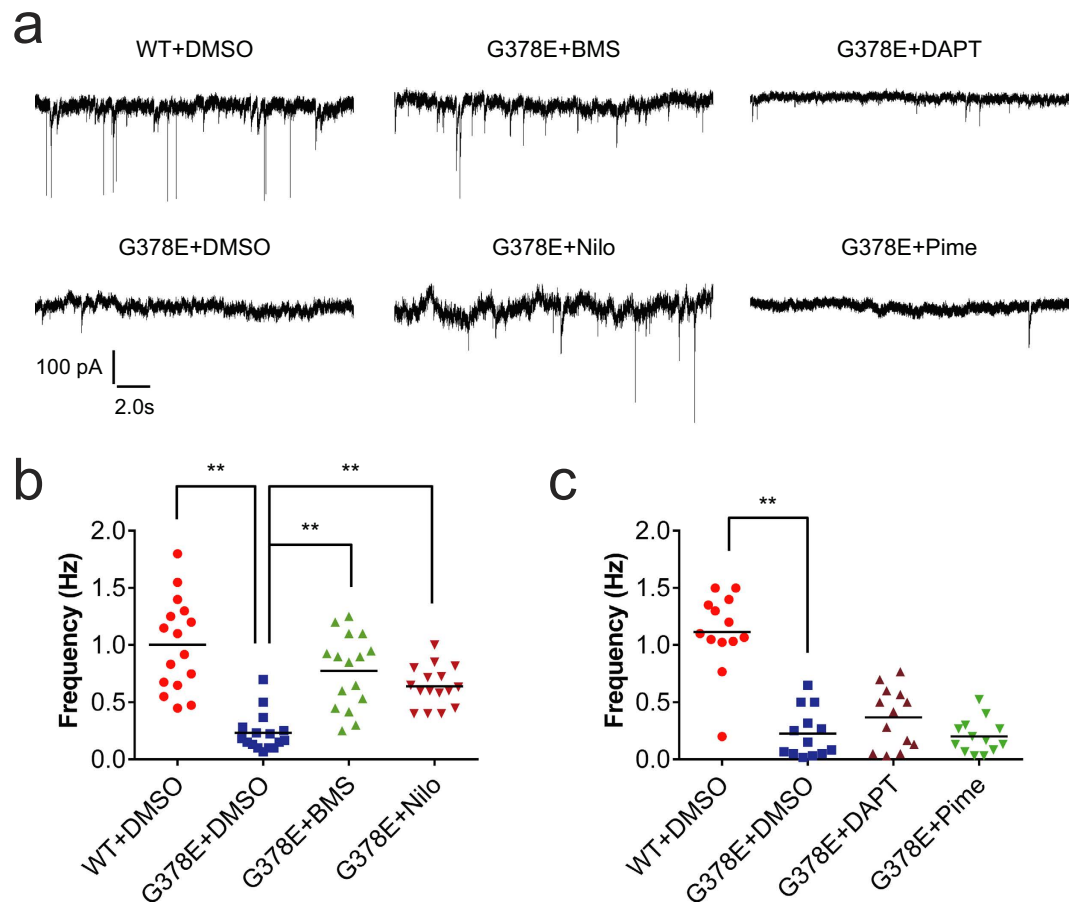 a
WT+DMSO
G378E+BMS
G378E+DAPT
G378E+DMSO
G378E+Nilo
G378E+Pime
100 pA
2.0s
b
**
**
**
Frequency (Hz)
2.0
1.5
1.0
0.5
0.0
WT+DMSO
G378E+DMSO
G378E+BMS
G378E+Nilo
c
**
Frequency (Hz)
2.0
1.5
1.0
0.5
0.0
WT+DMSO
G378E+DMSO
G378E+DAPT
G378E+Pime